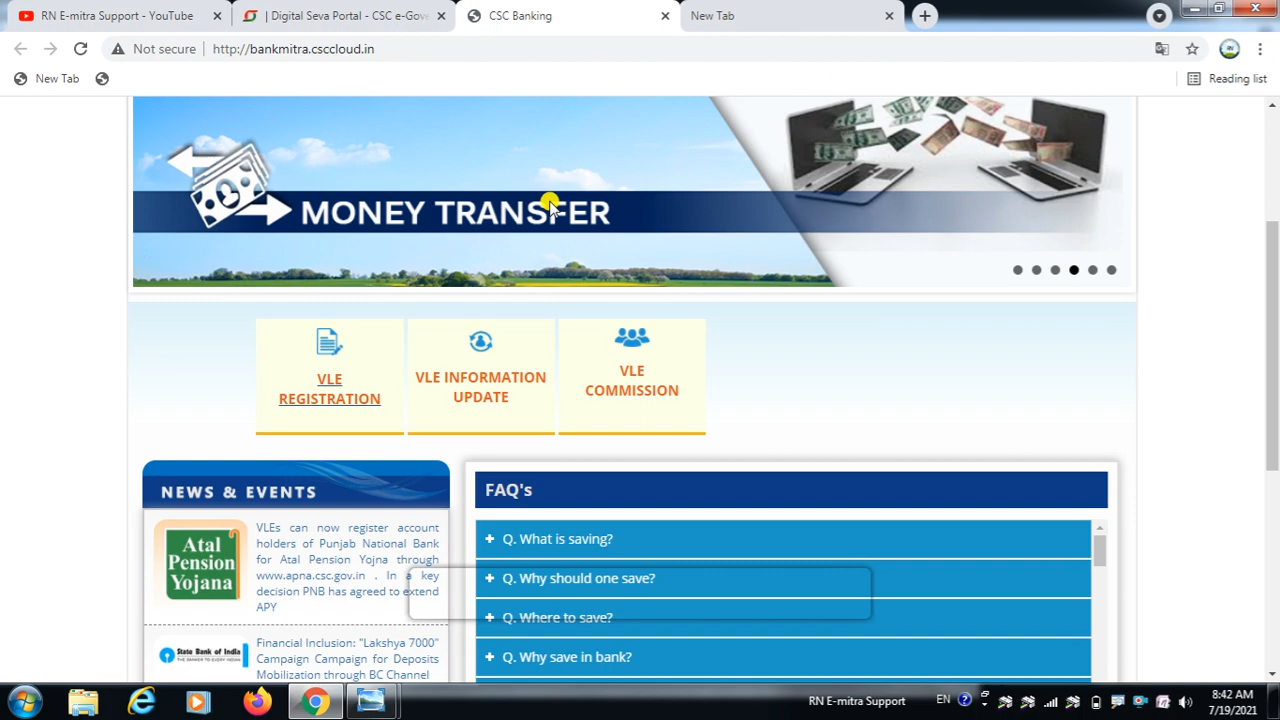 RN E-mitra Support - YouTube
| Digital Seva Portal - CSC e-Gove
CSC Banking
New Tab
Not secure
http://bankmitra.csccloud.in
New Tab
Reading list
MONEY TRANSFER
VLE
REGISTRATION
VLE INFORMATION
UPDATE
VLE
COMMISSION
NEWS & EVENTS
Atal
Pension
Yojana
VLEs can now register account
holders of Punjab National Bank
for Atal Pension Yojna through
www.apna.csc.gov.in . In a key
decision PNB has agreed to extend
APY
State Bank of India
Financial Inclusion: "Lakshya 7000"
Campaign Campaign for Deposits
Mobilization through BC Channel
FAQ's
Q. What is saving?
Q. Why should one save?
Q. Where to save?
Q. Why save in bank?
RN E-mitra Support
EN
8:42 AM
7/19/2021